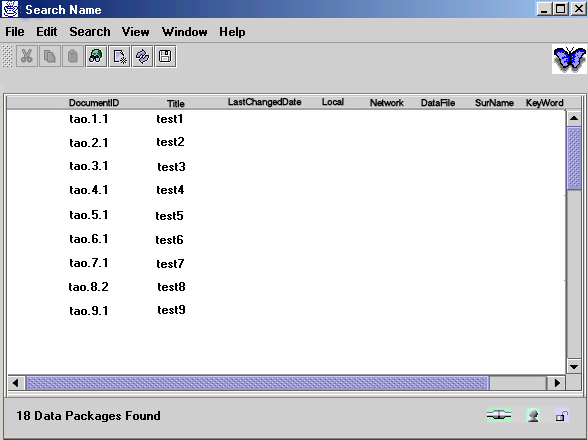 Search Name
File Edit Search View Window Help
DocumentID Title LastChangedDate Local Network DataFile SurName KeyWord
tao.1.1 test1
tao.2.1 test2
tao.3.1 test3
tao.4.1 test4
tao.5.1 test5
tao.6.1 test6
tao.7.1 test7
tao.8.2 test8
tao.9.1 test9
18 Data Packages Found